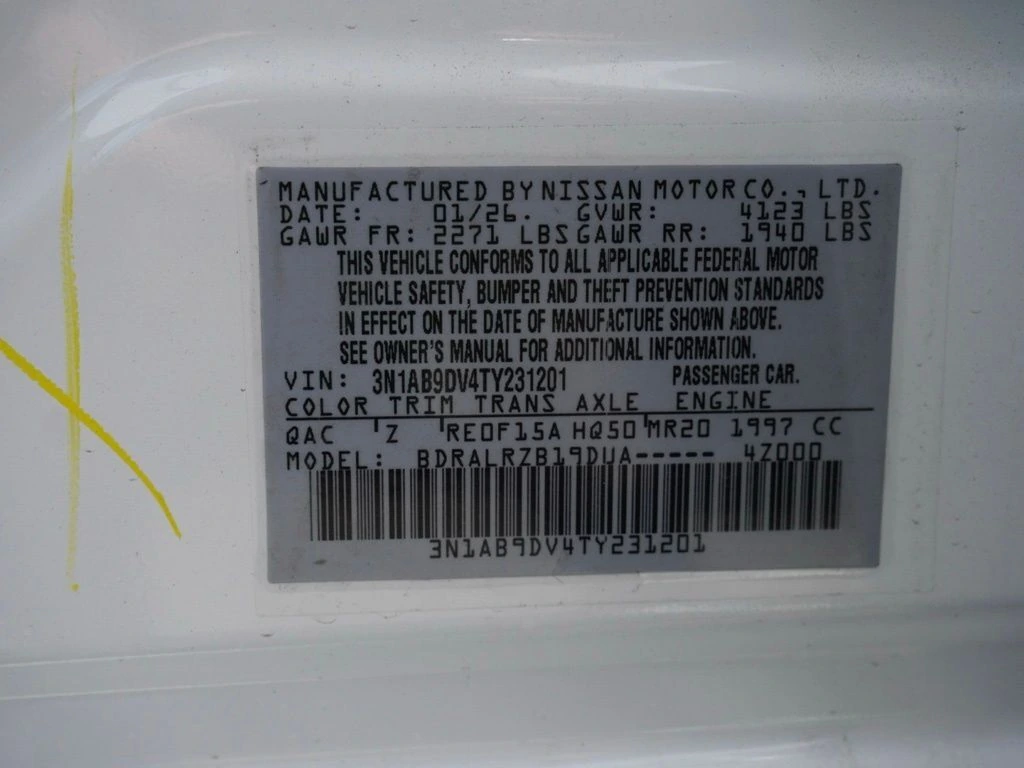 MANUFACTURED BY NISSAN MOTOR CO., LTD.
DATE: 01/26. GVWR: 4123 LBS
GAWR FR: 2271 LBS GAWR RR: 1940 LBS
THIS VEHICLE CONFORMS TO ALL APPLICABLE FEDERAL MOTOR
VEHICLE SAFETY, BUMPER AND THEFT PREVENTION STANDARDS
IN EFFECT ON THE DATE OF MANUFACTURE SHOWN ABOVE.
SEE OWNER'S MANUAL FOR ADDITIONAL INFORMATION.
VIN: 3N1AB9DV4TY231201 PASSENGER CAR.
COLOR TRIM TRANS AXLE ENGINE
QAC Z RE0F15A HQ50 MR20 1997 CC
MODEL: BDRALRZB19DUA----- 4Z000
3N1AB9DV4TY231201